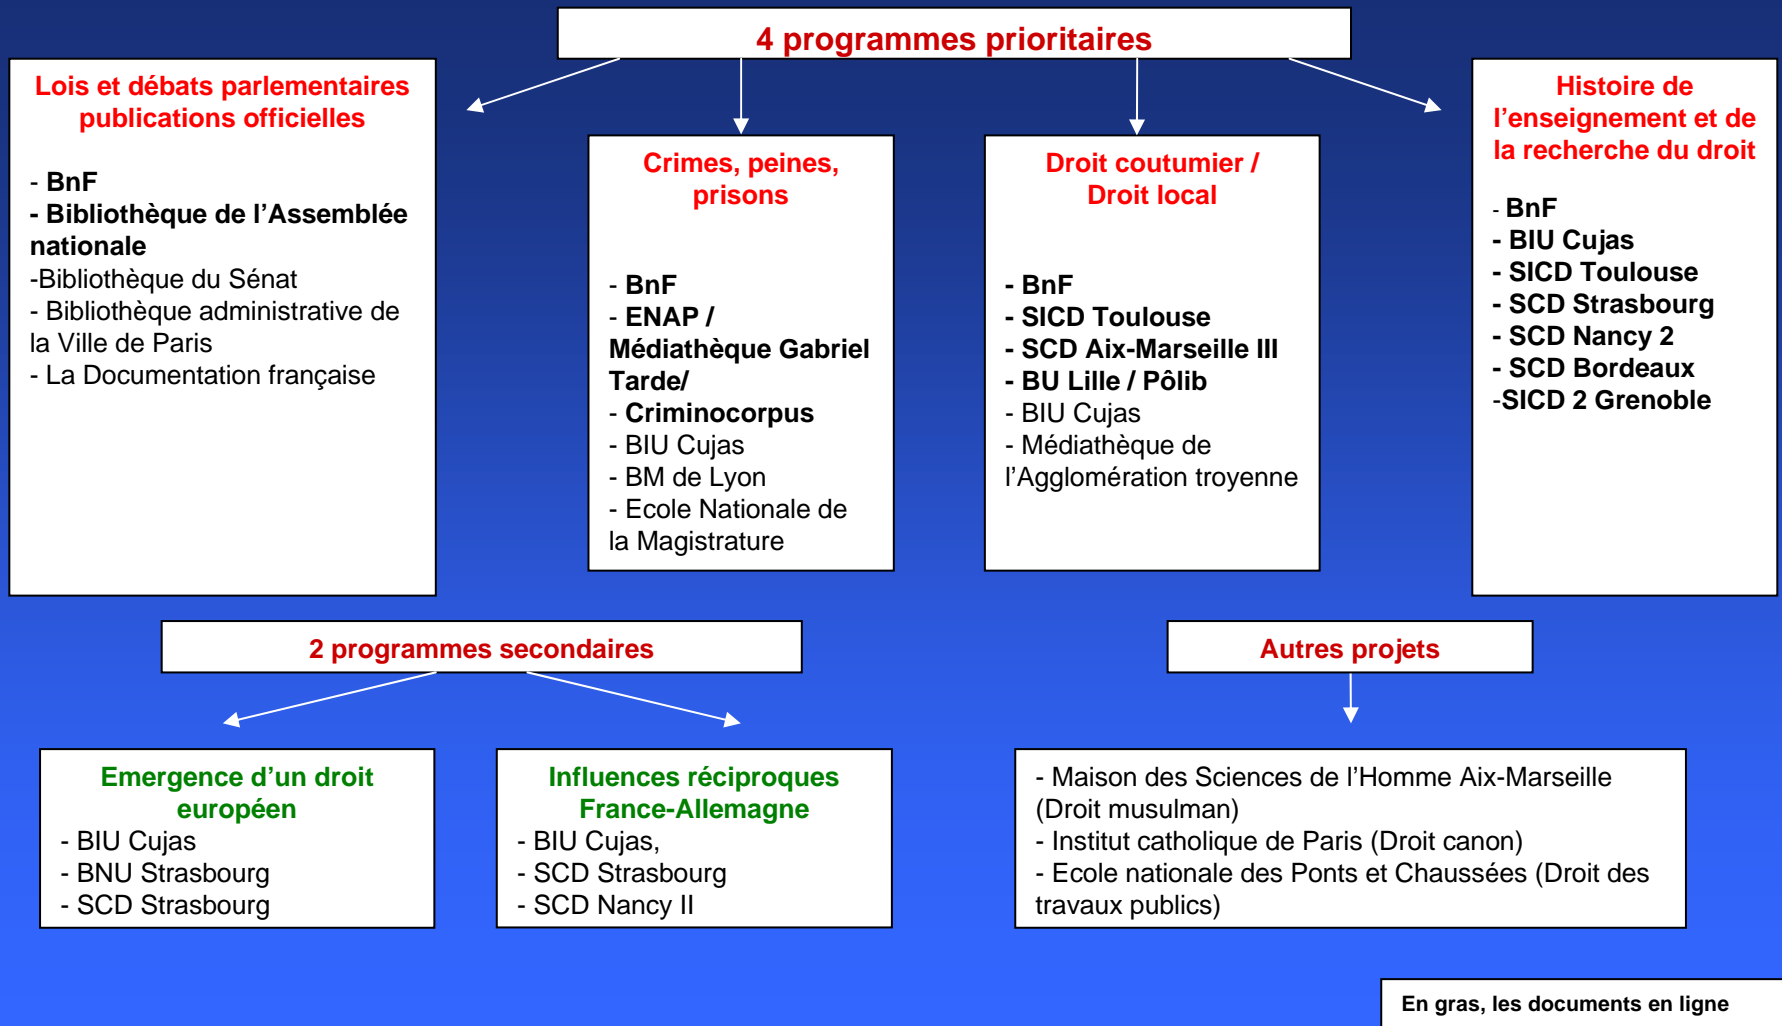 4 programmes prioritaires
Lois et débats parlementaires
publications officielles
- BnF
- Bibliothèque de l’Assemblée
nationale
-Bibliothèque du Sénat
- Bibliothèque administrative de
la Ville de Paris
- La Documentation française
Crimes, peines,
prisons
- BnF
- ENAP /
Médiathèque Gabriel
Tarde/
- Criminocorpus
- BIU Cujas
- BM de Lyon
- Ecole Nationale de
la Magistrature
Droit coutumier /
Droit local
- BnF
- SICD Toulouse
- SCD Aix-Marseille III
- BU Lille / Pôlib
- BIU Cujas
- Médiathèque de
l’Agglomération troyenne
Histoire de
l’enseignement et de
la recherche du droit
- BnF
- BIU Cujas
- SICD Toulouse
- SCD Strasbourg
- SCD Nancy 2
- SCD Bordeaux
-SICD 2 Grenoble
2 programmes secondaires
Emergence d’un droit
européen
- BIU Cujas
- BNU Strasbourg
- SCD Strasbourg
Influences réciproques
France-Allemagne
- BIU Cujas,
- SCD Strasbourg
- SCD Nancy II
Autres projets
- Maison des Sciences de l’Homme Aix-Marseille
(Droit musulman)
- Institut catholique de Paris (Droit canon)
- Ecole nationale des Ponts et Chaussées (Droit des
travaux publics)
En gras, les documents en ligne